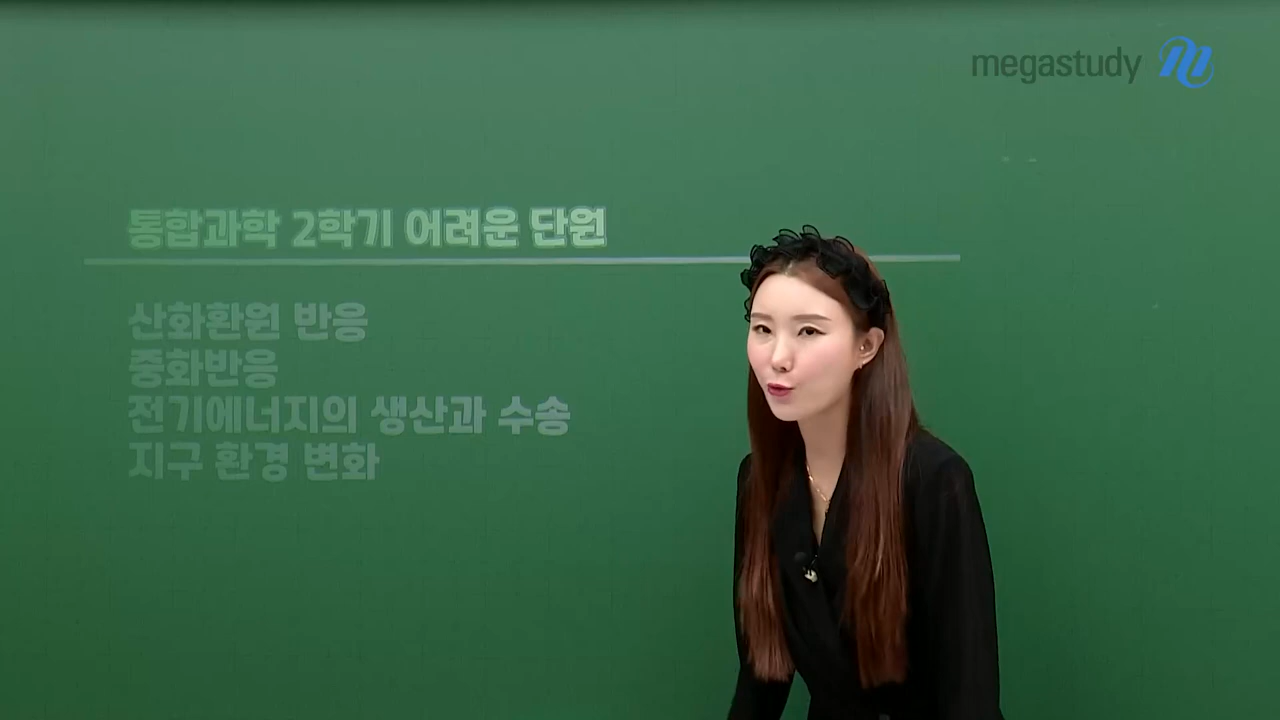 megastudy
통합과학 2학기 어려운 단원
산화환원 반응
중화반응
전기에너지의 생산과 수송
지구 환경 변화